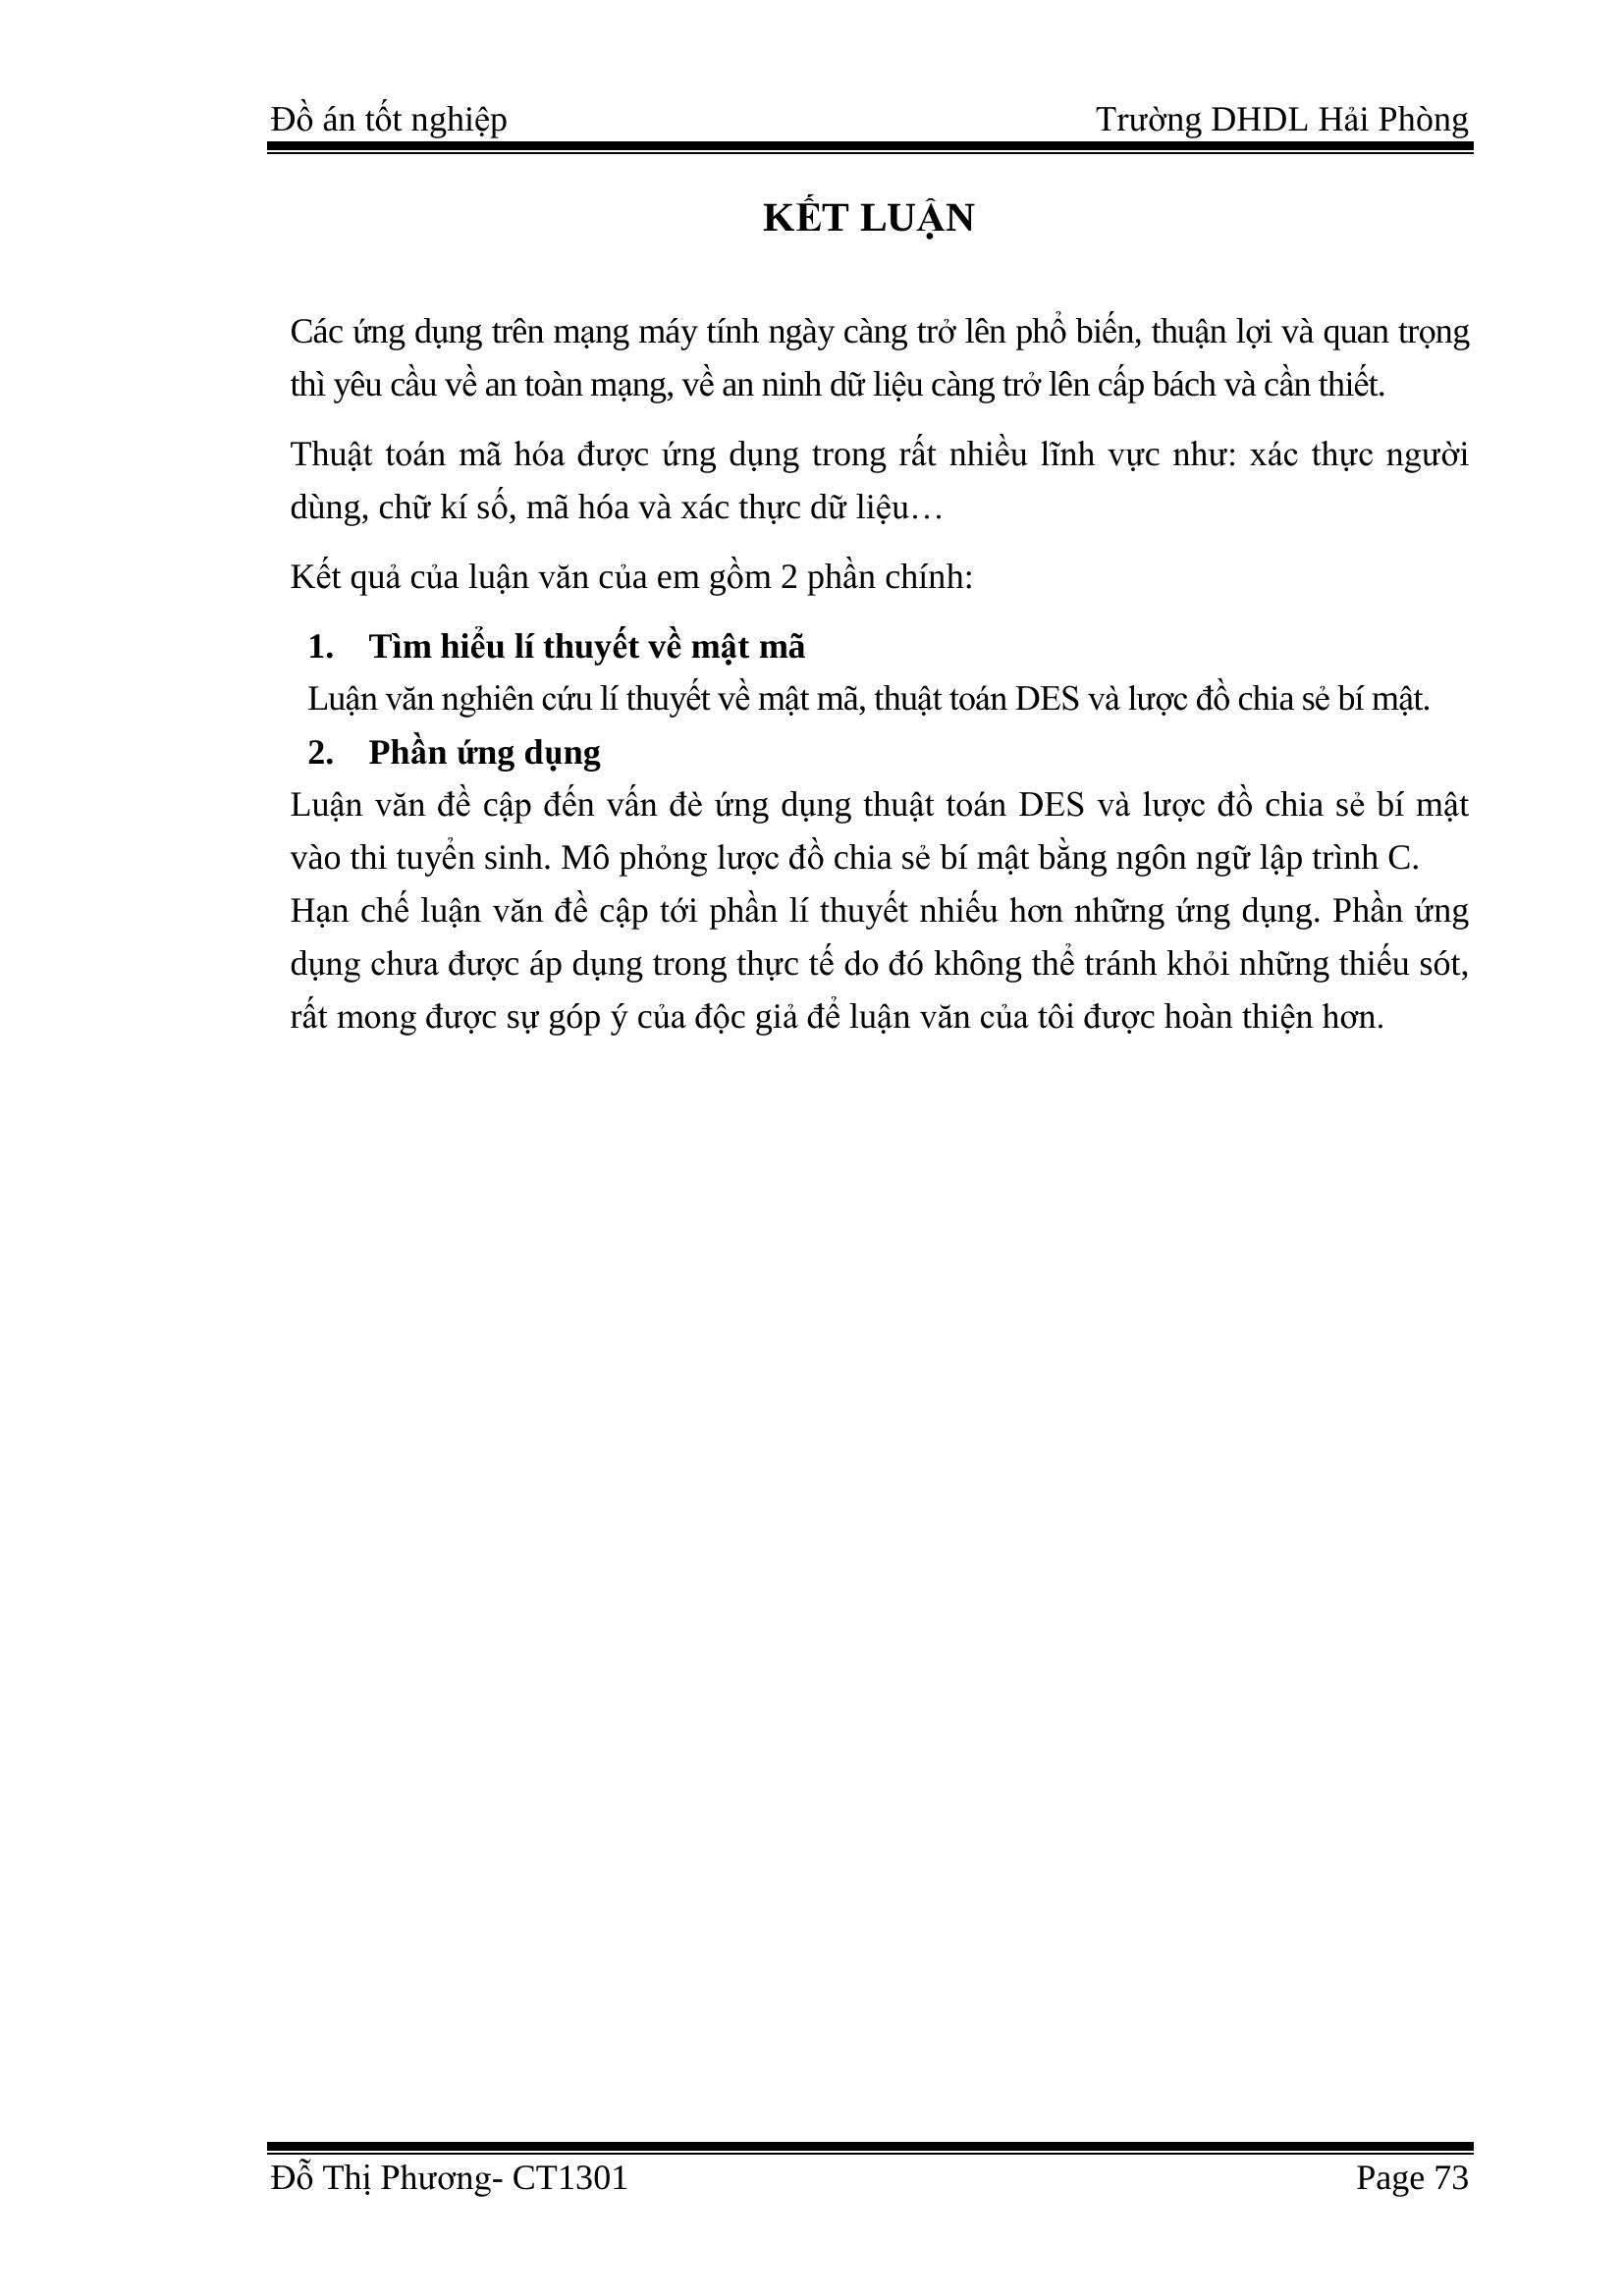 Đồ án tốt nghiệp Trường DHDL Hải Phòng
KẾT LUẬN
Các ứng dụng trên mạng máy tính ngày càng trở lên phổ biến, thuận lợi và quan trọng
thì yêu cầu về an toàn mạng, về an ninh dữ liệu càng trở lên cấp bách và cần thiết.
Thuật toán mã hóa được ứng dụng trong rất nhiều lĩnh vực như: xác thực người
dùng, chữ kí số, mã hóa và xác thực dữ liệu…
Kết quả của luận văn của em gồm 2 phần chính:
1. Tìm hiểu lí thuyết về mật mã
Luận văn nghiên cứu lí thuyết về mật mã, thuật toán DES và lược đồ chia sẻ bí mật.
2. Phần ứng dụng
Luận văn đề cập đến vấn đè ứng dụng thuật toán DES và lược đồ chia sẻ bí mật
vào thi tuyển sinh. Mô phỏng lược đồ chia sẻ bí mật bằng ngôn ngữ lập trình C.
Hạn chế luận văn đề cập tới phần lí thuyết nhiếu hơn những ứng dụng. Phần ứng
dụng chưa được áp dụng trong thực tế do đó không thể tránh khỏi những thiếu sót,
rất mong được sự góp ý của độc giả để luận văn của tôi được hoàn thiện hơn.
Đỗ Thị Phương- CT1301 Page 73